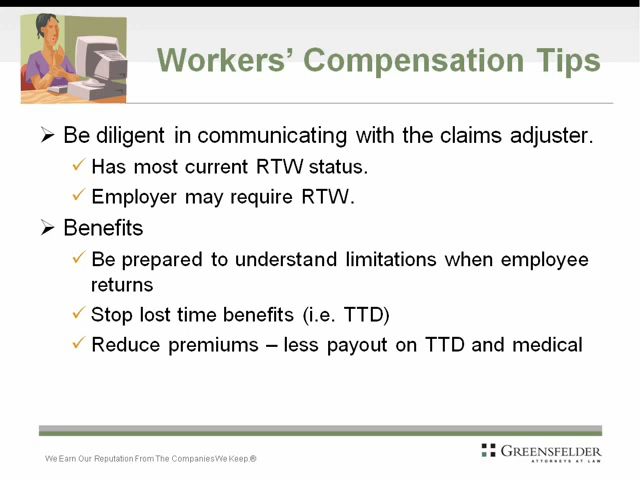 Workers’ Compensation Tips
Be diligent in communicating with the claims adjuster.
Has most current RTW status.
Employer may require RTW.
Benefits
Be prepared to understand limitations when employee
returns
Stop lost time benefits (i.e. TTD)
Reduce premiums – less payout on TTD and medical
We Earn Our Reputation From The Companies We Keep.®
GREENSFELDER
ATTORNEYS AT LAW